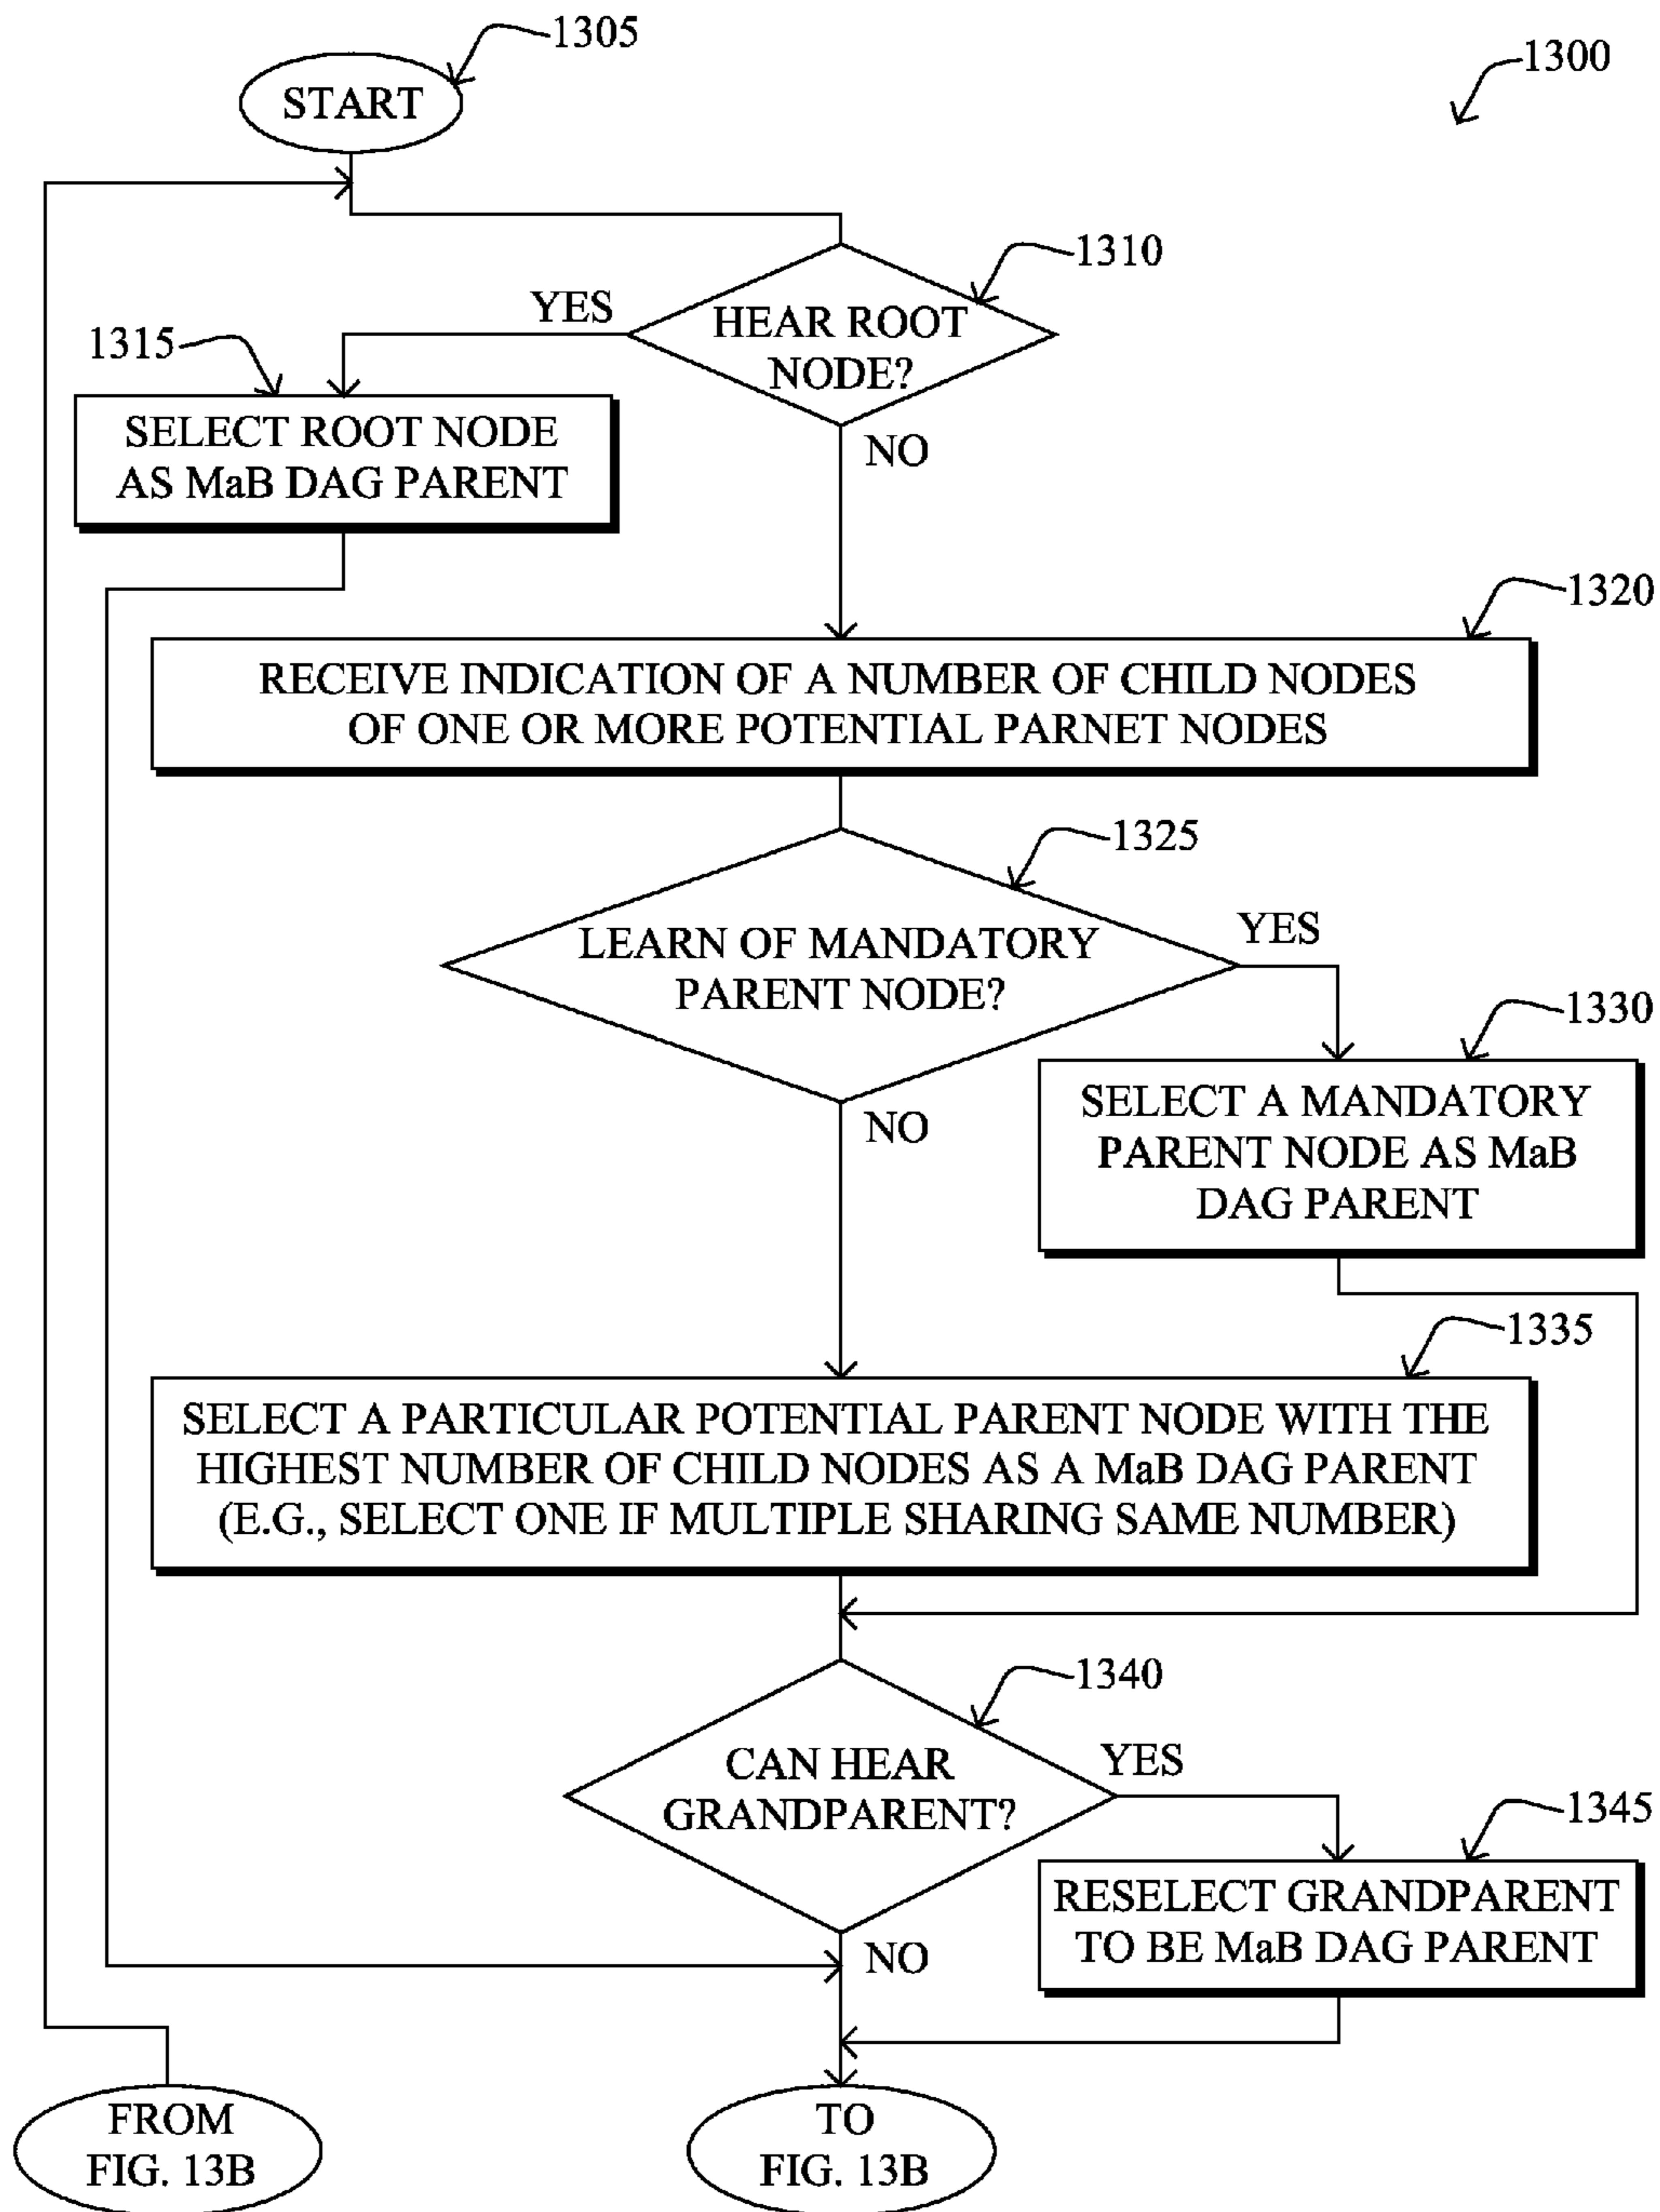 1305
START
1300
1310
YES
HEAR ROOT
NODE?
1315
SELECT ROOT NODE
AS MaB DAG PARENT
NO
1320
RECEIVE INDICATION OF A NUMBER OF CHILD NODES
OF ONE OR MORE POTENTIAL PARNET NODES
1325
LEARN OF MANDATORY
PARENT NODE?
YES
1330
SELECT A MANDATORY
PARENT NODE AS MaB
DAG PARENT
NO
1335
SELECT A PARTICULAR POTENTIAL PARENT NODE WITH THE
HIGHEST NUMBER OF CHILD NODES AS A MaB DAG PARENT
(E.G., SELECT ONE IF MULTIPLE SHARING SAME NUMBER)
1340
CAN HEAR
GRANDPARENT?
YES
1345
RESELECT GRANDPARENT
TO BE MaB DAG PARENT
NO
FROM
FIG. 13B
TO
FIG. 13B